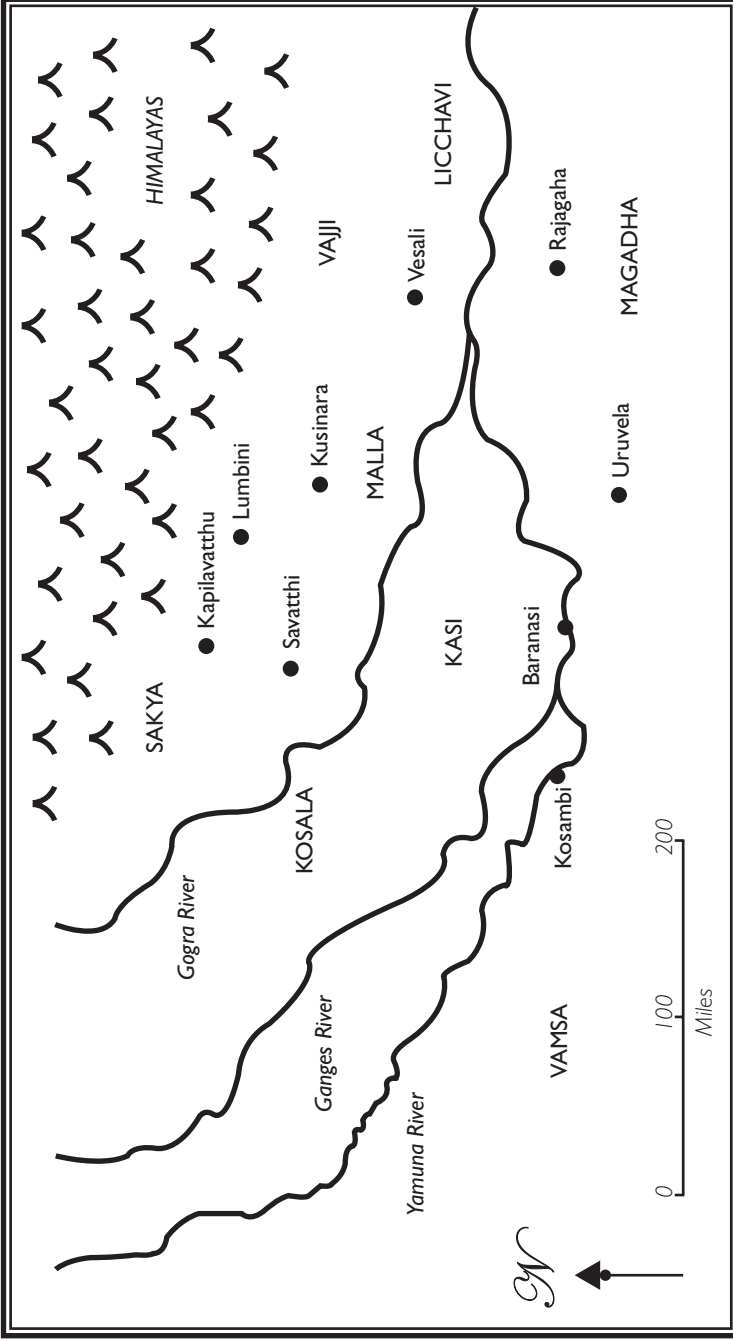 HIMALAYAS
SAKYA
Kapilavatthu
Lumbini
VAJJI
Gogra River
Savatthi
Kusinara
KOSALA
MALLA
Vesali
LICCHAVI
Ganges River
KASI
Yamuna River
Baranasi
Rajagaha
VAMSA
Kosambi
Uruvela
MAGADHA
N
0
100
200
Miles